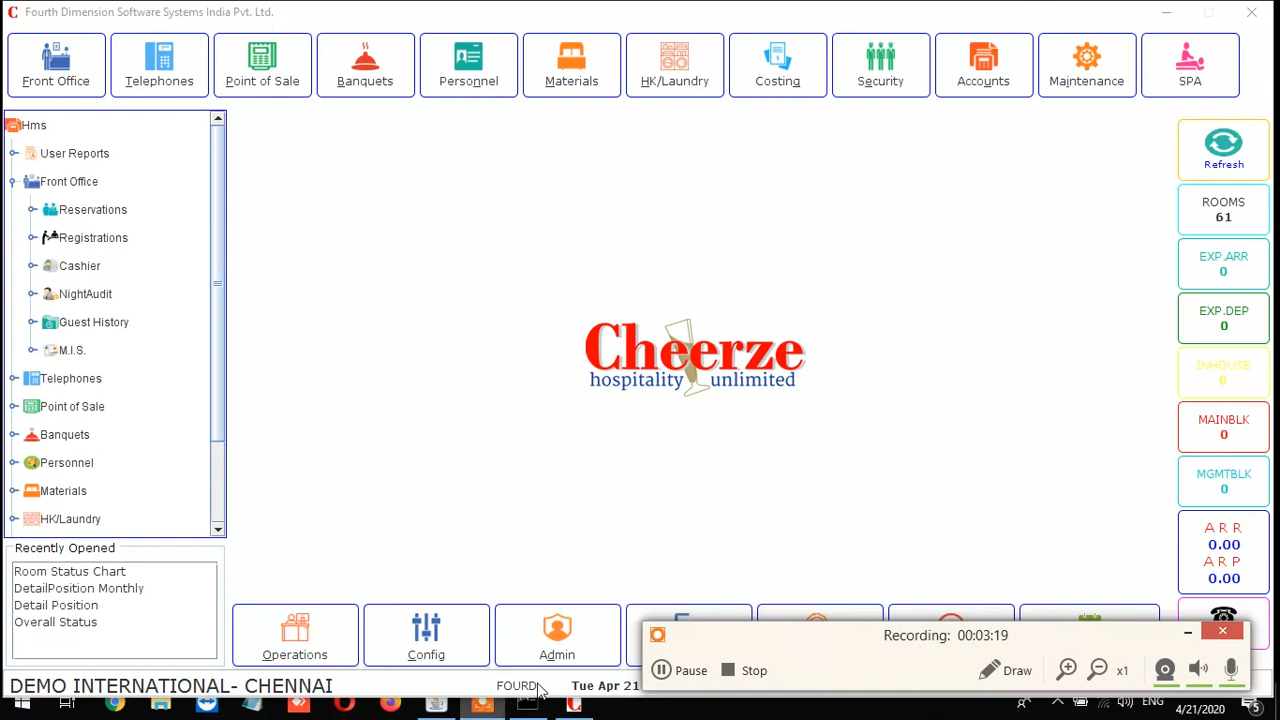 Fourth Dimension Software Systems India Pvt. Ltd.
Front Office
Telephones
Point of Sale
Banquets
Personnel
Materials
HK/Laundry
Costing
Security
Accounts
Maintenance
SPA
Hms
User Reports
Front Office
Reservations
Registrations
Cashier
NightAudit
Guest History
M.I.S.
Telephones
Point of Sale
Banquets
Personnel
Materials
HK/Laundry
Recently Opened
Room Status Chart
DetailPosition Monthly
Detail Position
Overall Status
Cheerze
hospitality unlimited
Refresh
ROOMS
61
EXP.ARR
0
EXP.DEP
0
INHOUSE
0
MAINBLK
0
MGMTBLK
0
A R R
0.00
A R P
0.00
Operations
Config
Admin
Recording: 00:03:19
Pause
Stop
Draw
x1
DEMO INTERNATIONAL- CHENNAI
FOURD
Tue Apr 21
ENG
4/21/2020
5